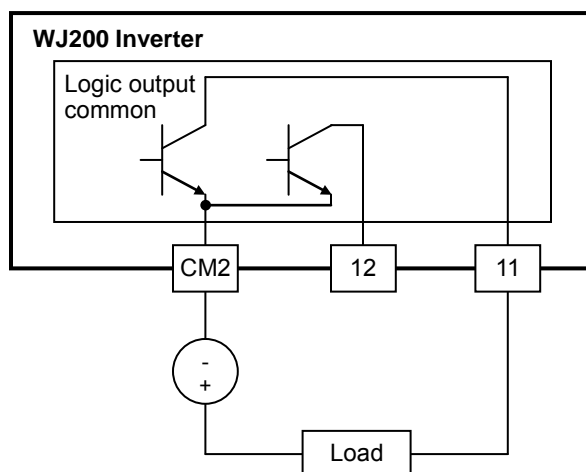 WJ200 Inverter
Logic output
common
CM2
12
11
-
+
Load